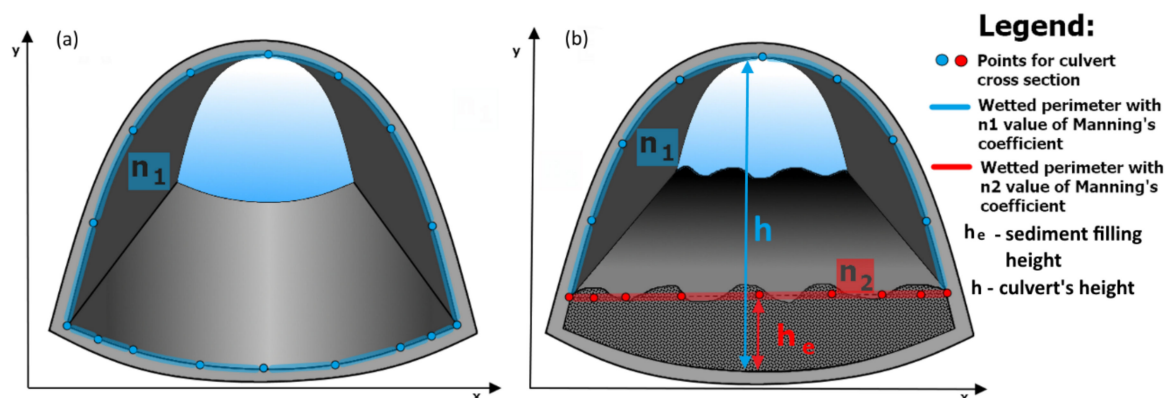 (a)
y
n1
x
(b)
y
n1
h
n2
he
x
Legend:
Points for culvert
cross section
Wetted perimeter with
n1 value of Manning's
coefficient
Wetted perimeter with
n2 value of Manning's
coefficient
he - sediment filling
height
h - culvert's height